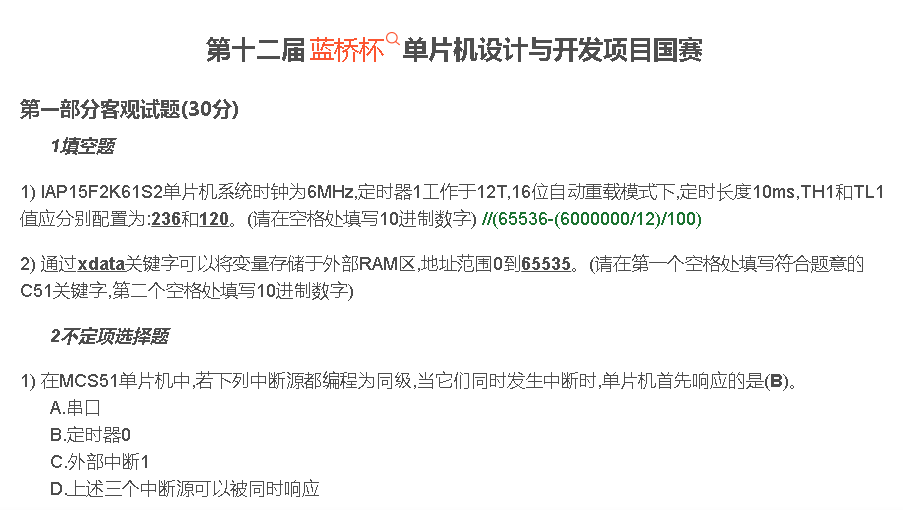 第十二届 蓝桥杯 单片机设计与开发项目国赛
第一部分客观试题(30分)
1填空题
1) IAP15F2K61S2单片机系统时钟为6MHz,定时器1工作于12T,16位自动重载模式下,定时长度10ms,TH1和TL1
值应分别配置为:236和120。(请在空格处填写10进制数字) //(65536-(6000000/12)/100)
2) 通过xdata关键字可以将变量存储于外部RAM区,地址范围0到65535。(请在第一个空格处填写符合题意的
C51关键字,第二个空格处填写10进制数字)
2不定项选择题
1) 在MCS51单片机中,若下列中断源都编程为同级,当它们同时发生中断时,单片机首先响应的是(B)。
A.串口
B.定时器0
C.外部中断1
D.上述三个中断源可以被同时响应